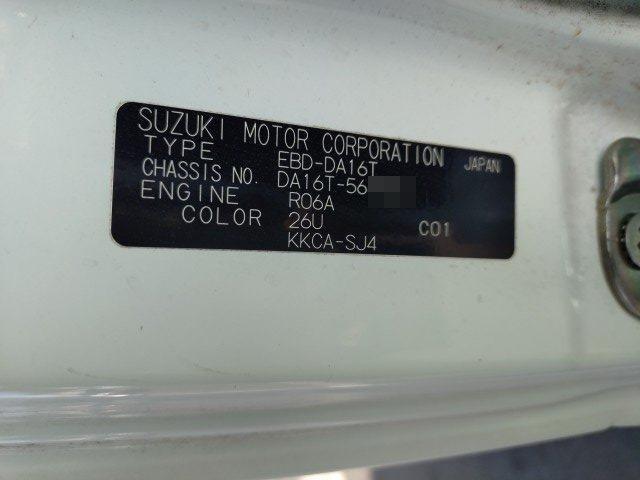 SUZUKI MOTOR CORPORATION JAPAN
TYPE EBD-DA16T
CHASSIS NO. DA16T-56
ENGINE R06A
COLOR 26U C01
KKCA-SJ4